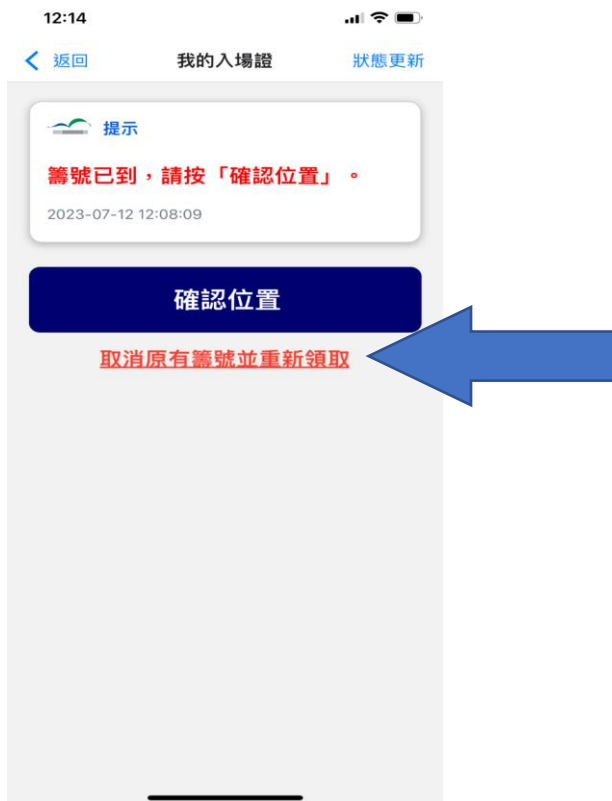 12:14
返回
我的入場證
狀態更新
提示
籌號已到，請按「確認位置」。
2023-07-12 12:08:09
確認位置
取消原有籌號並重新領取